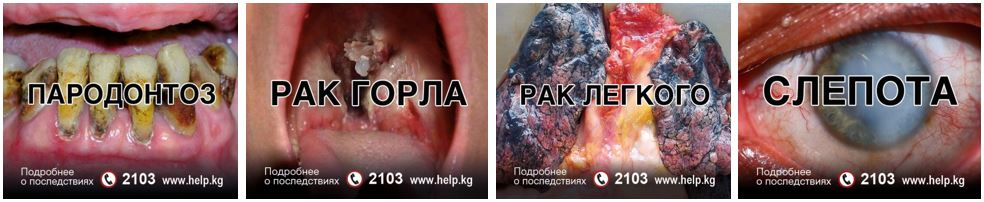 ПАРОДОНТОЗ
Подробнее
о последствиях 2103 www.help.kg
РАК ГОРЛА
Подробнее
о последствиях 2103 www.help.kg
РАК ЛЕГКОГО
Подробнее
о последствиях 2103 www.help.kg
СЛЕПОТА
Подробнее
о последствиях 2103 www.help.kg